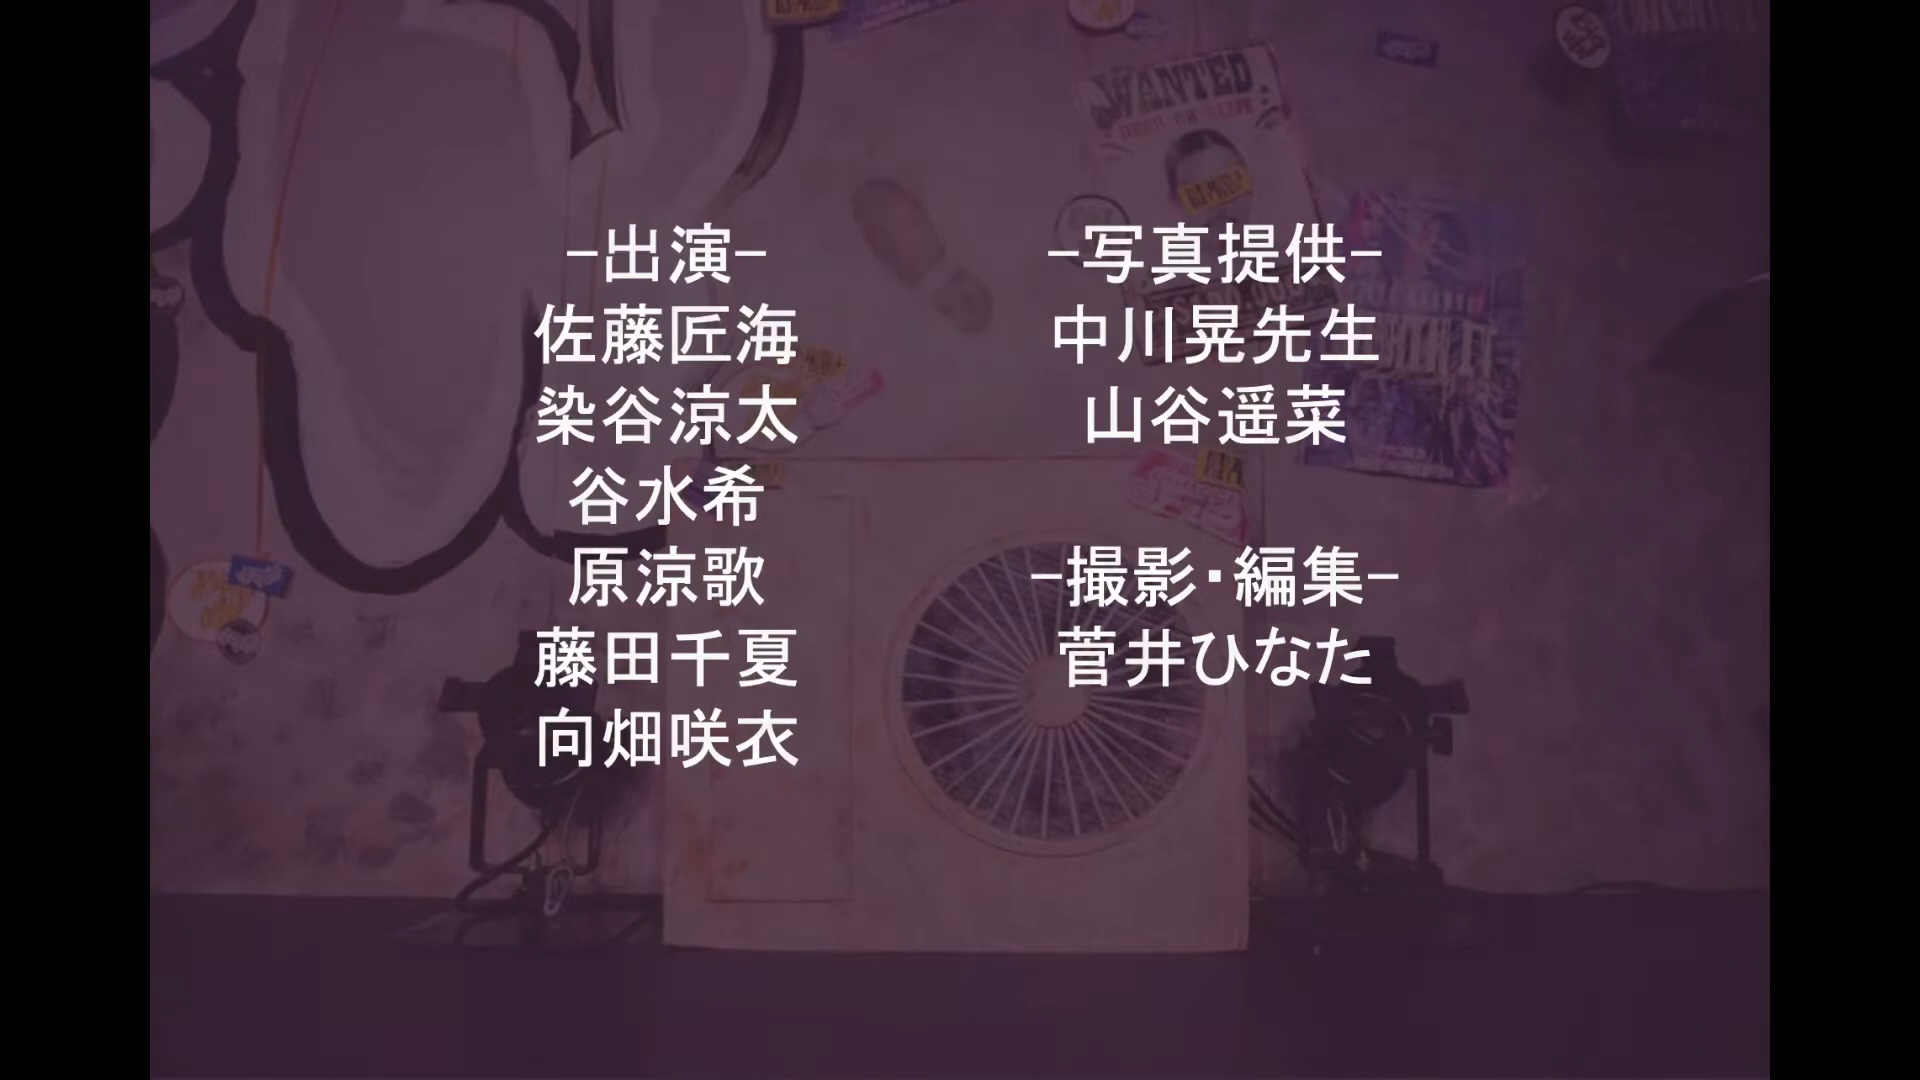 -出演-
佐藤匠海
染谷涼太
谷水希
原涼歌
藤田千夏
向畑咲衣
-写真提供-
中川晃先生
山谷遥菜
-撮影・編集-
菅井ひなた
WANTED